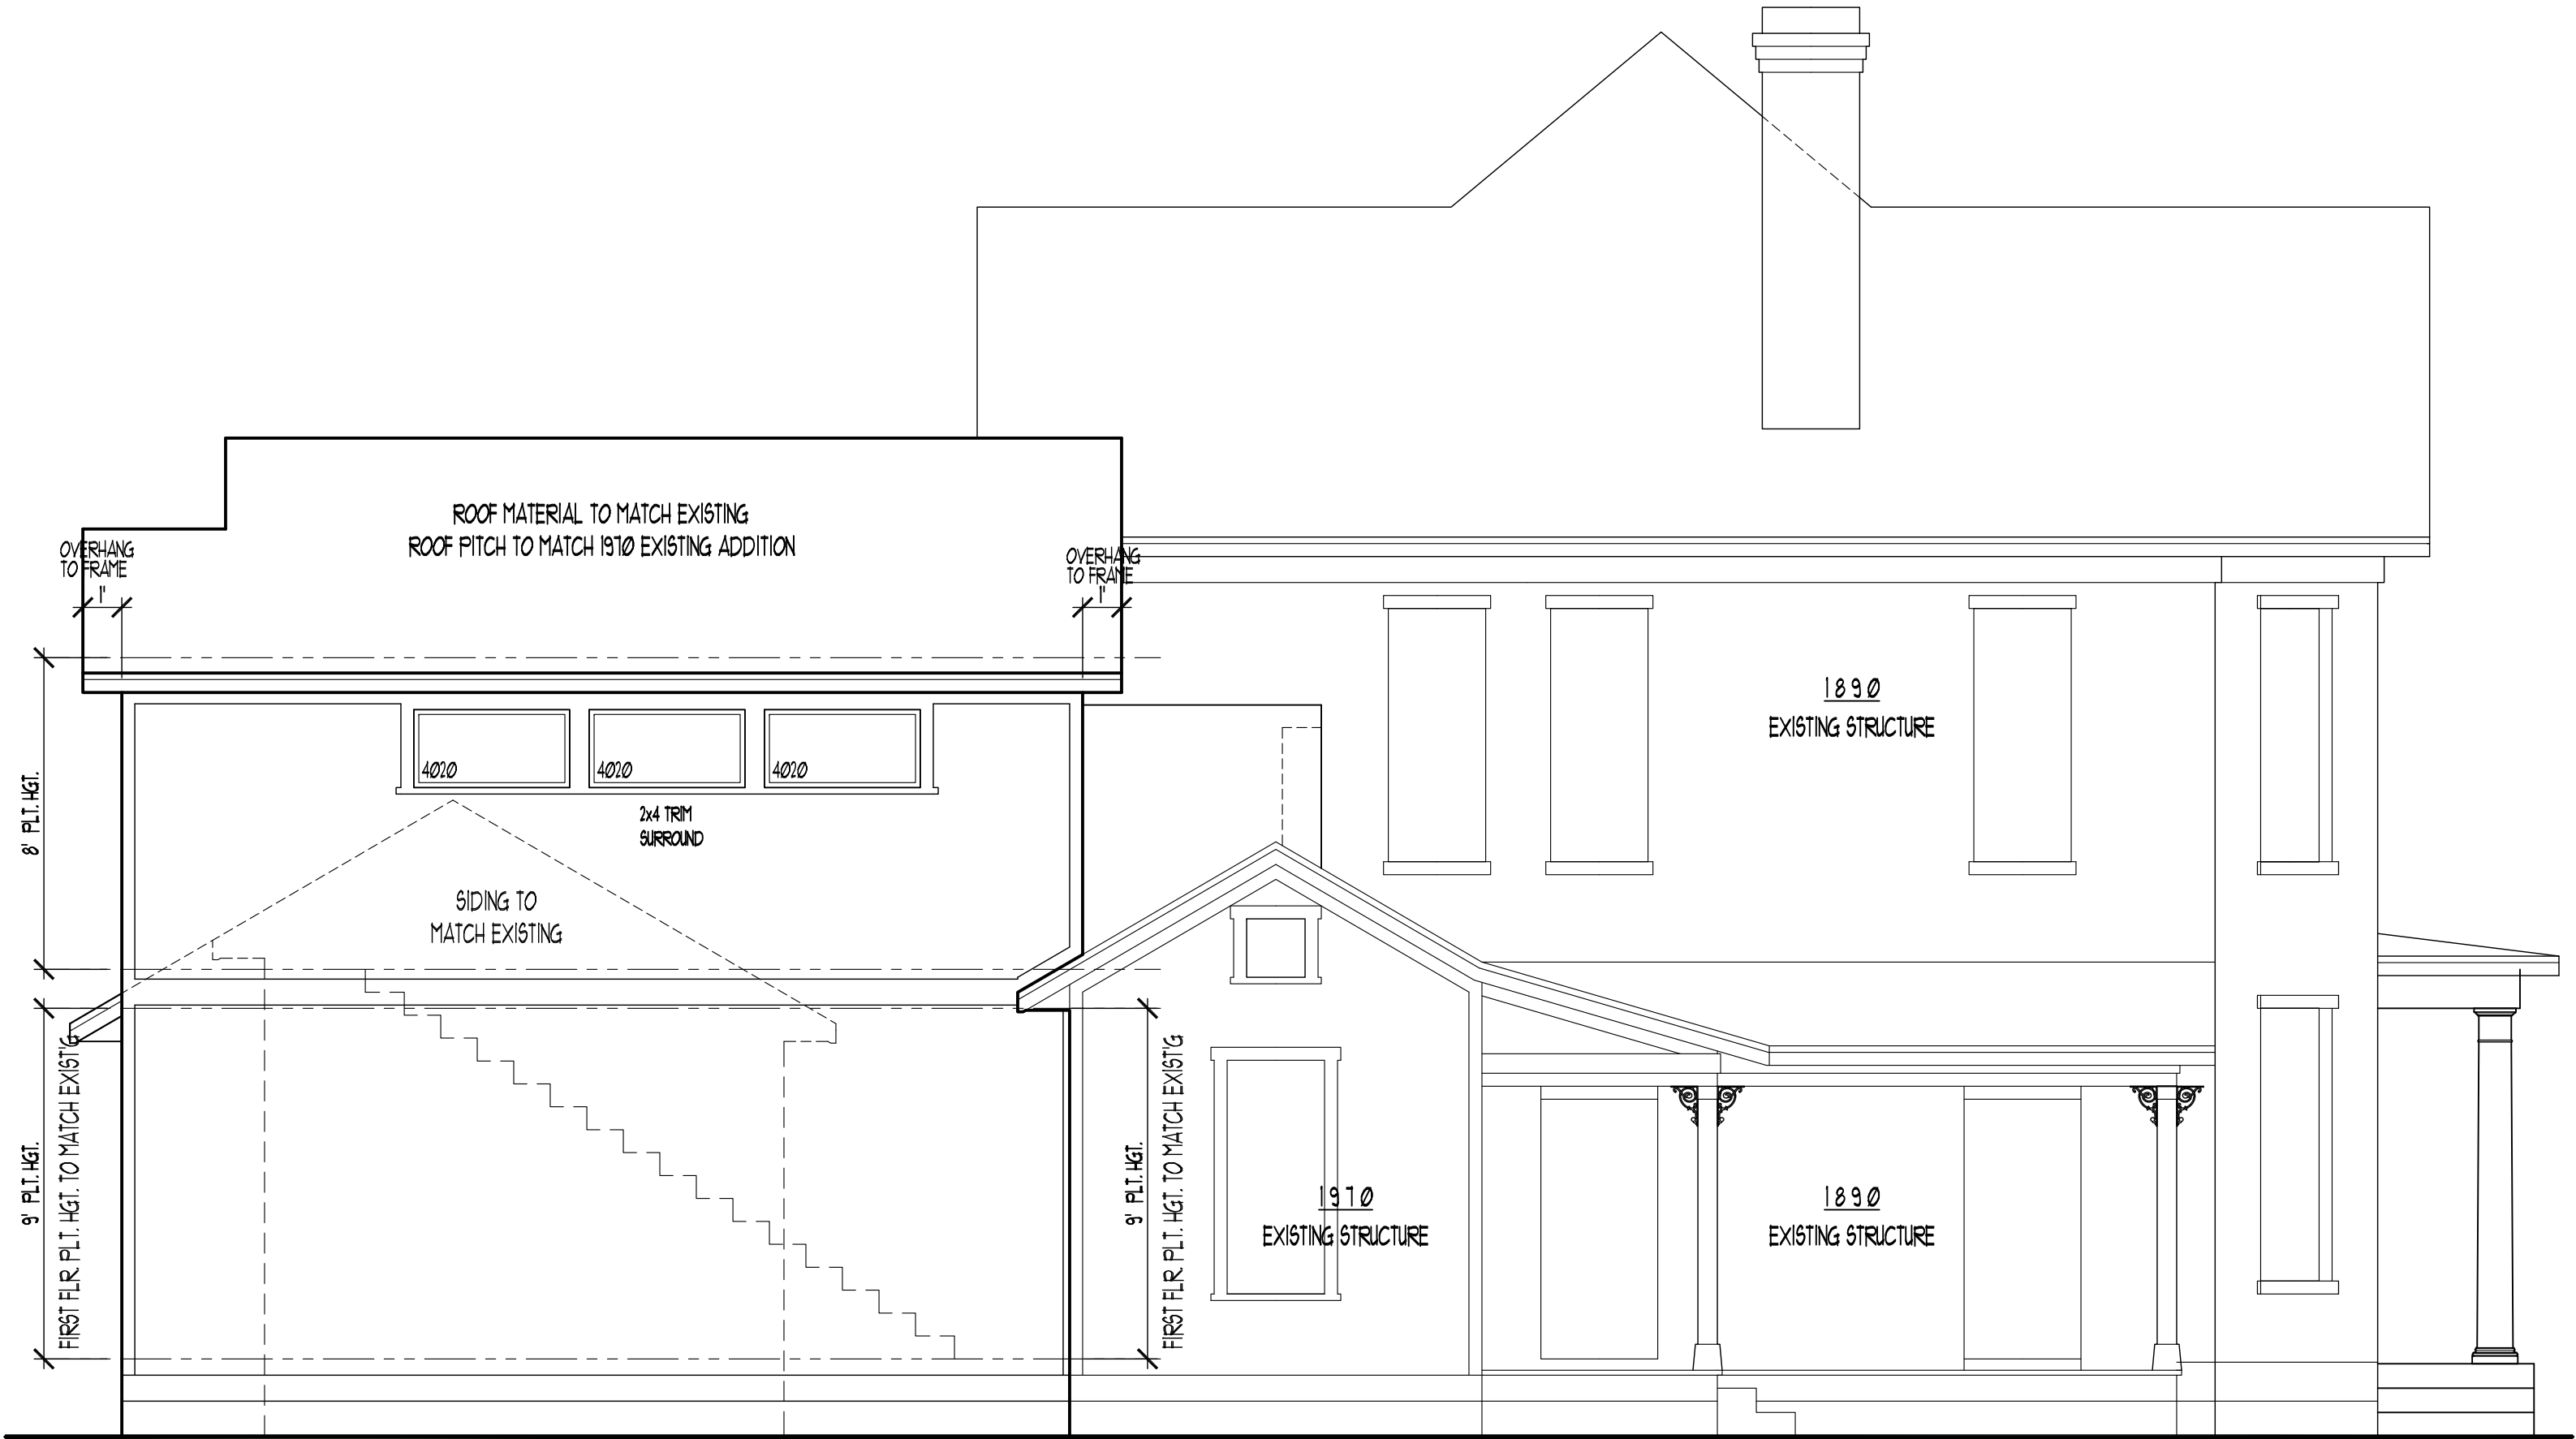 ROOF MATERIAL TO MATCH EXISTING
ROOF PITCH TO MATCH 1970 EXISTING ADDITION
OVERHANG
TO FRAME
1'
OVERHANG
TO FRAME
1'
8' PLT. HGT.
4020
4020
4020
2x4 TRIM
SURROUND
SIDING TO
MATCH EXISTING
1890
EXISTING STRUCTURE
9' PLT. HGT.
FIRST FLR. PLT. HGT. TO MATCH EXIST'G
9' PLT. HGT.
FIRST FLR. PLT. HGT. TO MATCH EXIST'G
1970
EXISTING STRUCTURE
1890
EXISTING STRUCTURE